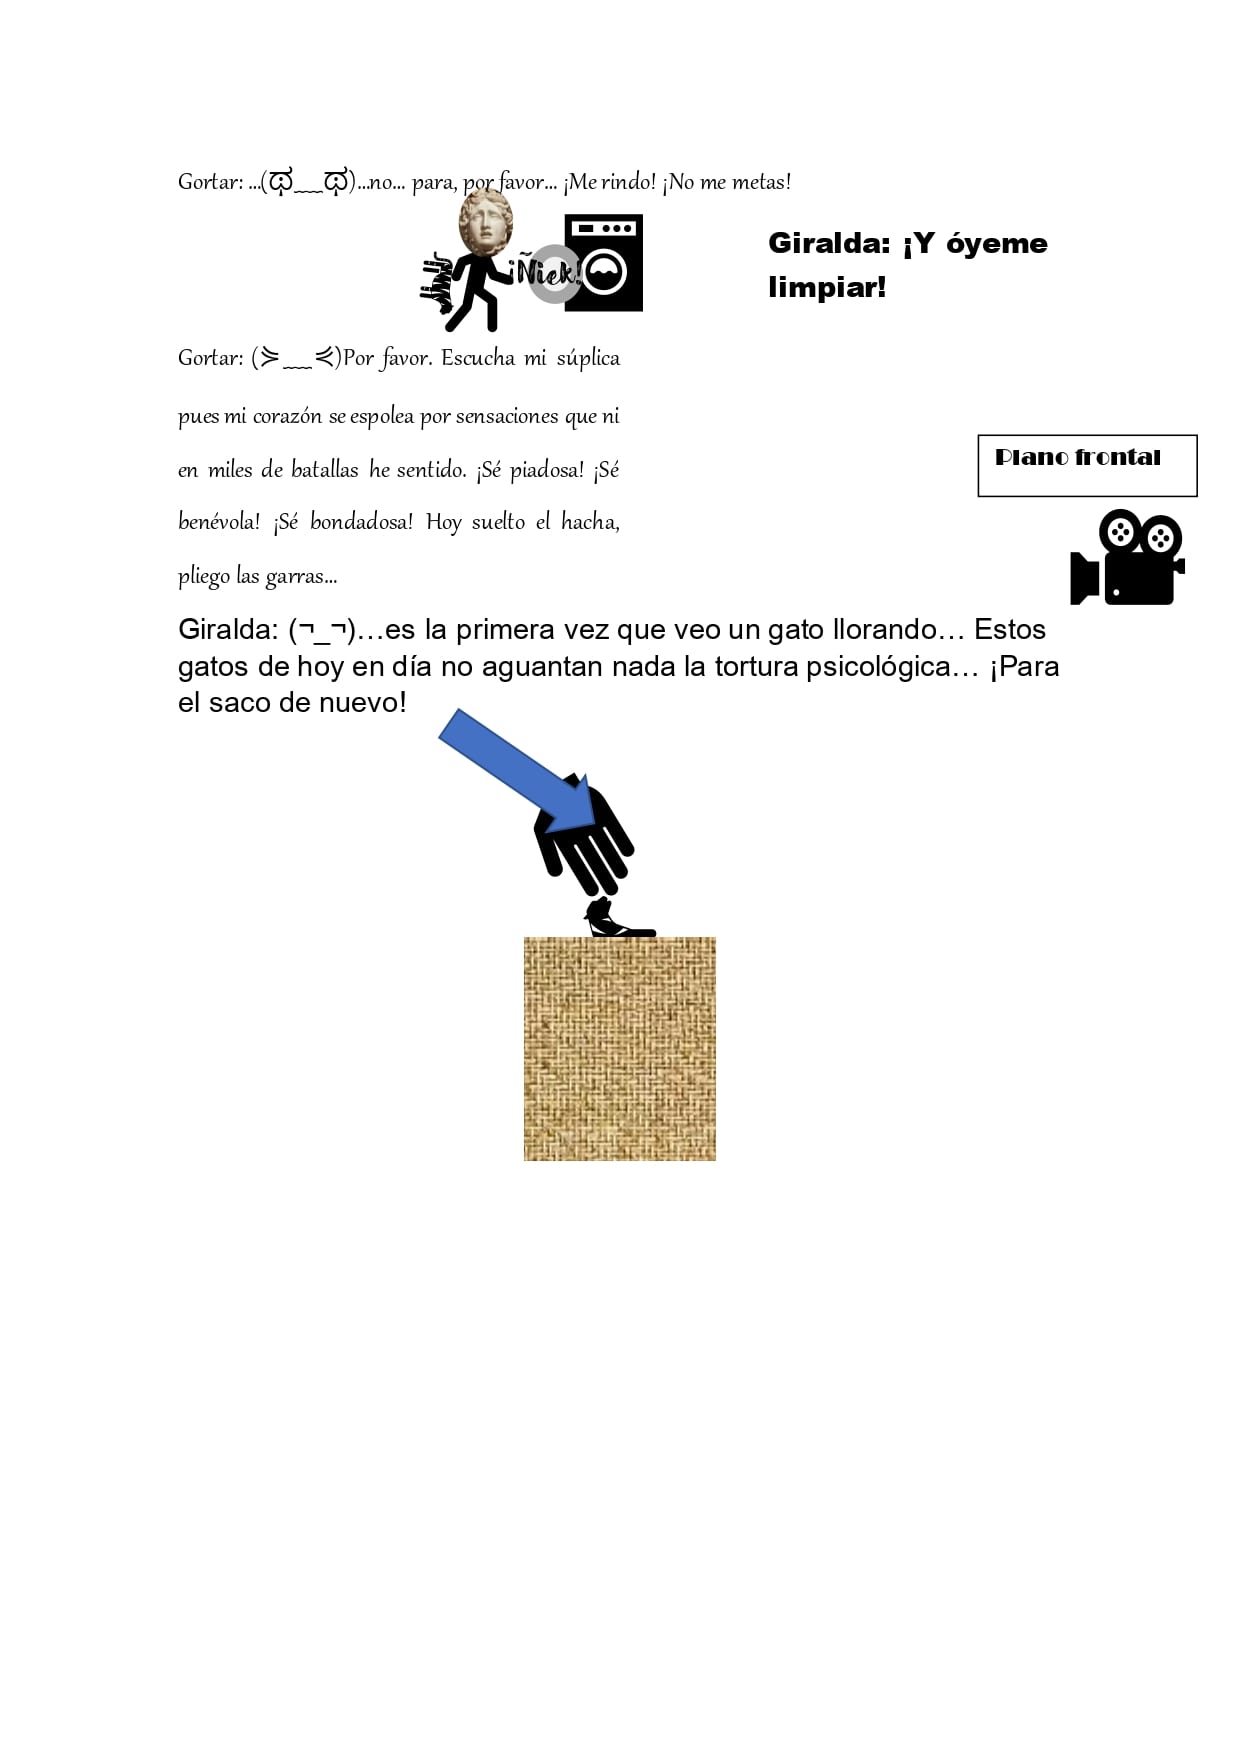 Gortar: ...(ಥ﹏ಥ)...no... para, por favor... ¡Me rindo! ¡No me metas!
¡Ñiek!
Giralda: ¡Y óyeme
limpiar!
Gortar: (⋟﹏⋞)Por favor. Escucha mi súplica
pues mi corazón se espolea por sensaciones que ni
en miles de batallas he sentido. ¡Sé piadosa! ¡Sé
benévola! ¡Sé bondadosa! Hoy suelto el hacha,
pliego las garras...
Plano frontal
Giralda: (¬_¬)…es la primera vez que veo un gato llorando… Estos
gatos de hoy en día no aguantan nada la tortura psicológica… ¡Para
el saco de nuevo!